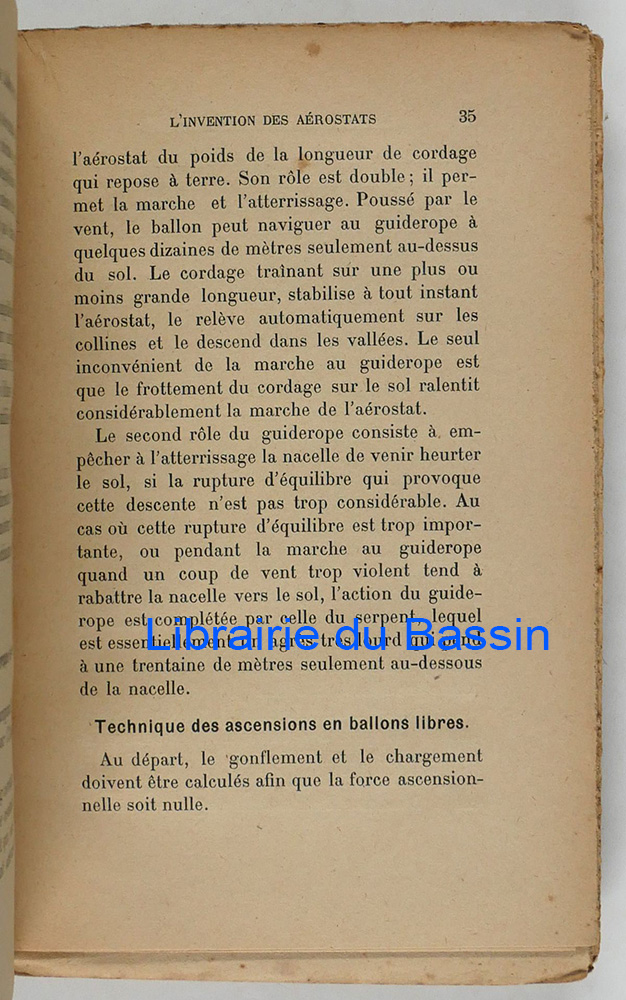 L'INVENTION DES AÉROSTATS 35
l'aérostat du poids de la longueur de cordage
qui repose à terre. Son rôle est double ; il per-
met la marche et l'atterrissage. Poussé par le
vent, le ballon peut naviguer au guiderope à
quelques dizaines de mètres seulement au-dessus
du sol. Le cordage traînant sur une plus ou
moins grande longueur, stabilise à tout instant
l'aérostat, le relève automatiquement sur les
collines et le descend dans les vallées. Le seul
inconvénient de la marche au guiderope est
que le frottement du cordage sur le sol ralentit
considérablement la marche de l'aérostat.
Le second rôle du guiderope consiste à em-
pêcher à l'atterrissage la nacelle de venir heurter
le sol, si la rupture d'équilibre qui provoque
cette descente n'est pas trop considérable. Au
cas où cette rupture d'équilibre est trop impor-
tante, ou pendant la marche au guiderope
quand un coup de vent trop violent tend à
rabattre la nacelle vers le sol, l'action du guide-
rope est complétée par celle du serpent, lequel
est essentiellement un agrès très lourd qui pend
à une trentaine de mètres seulement au-dessous
de la nacelle.
Librairie du Bassin
Technique des ascensions en ballons libres.
Au départ, le gonflement et le chargement
doivent être calculés afin que la force ascension-
nelle soit nulle.